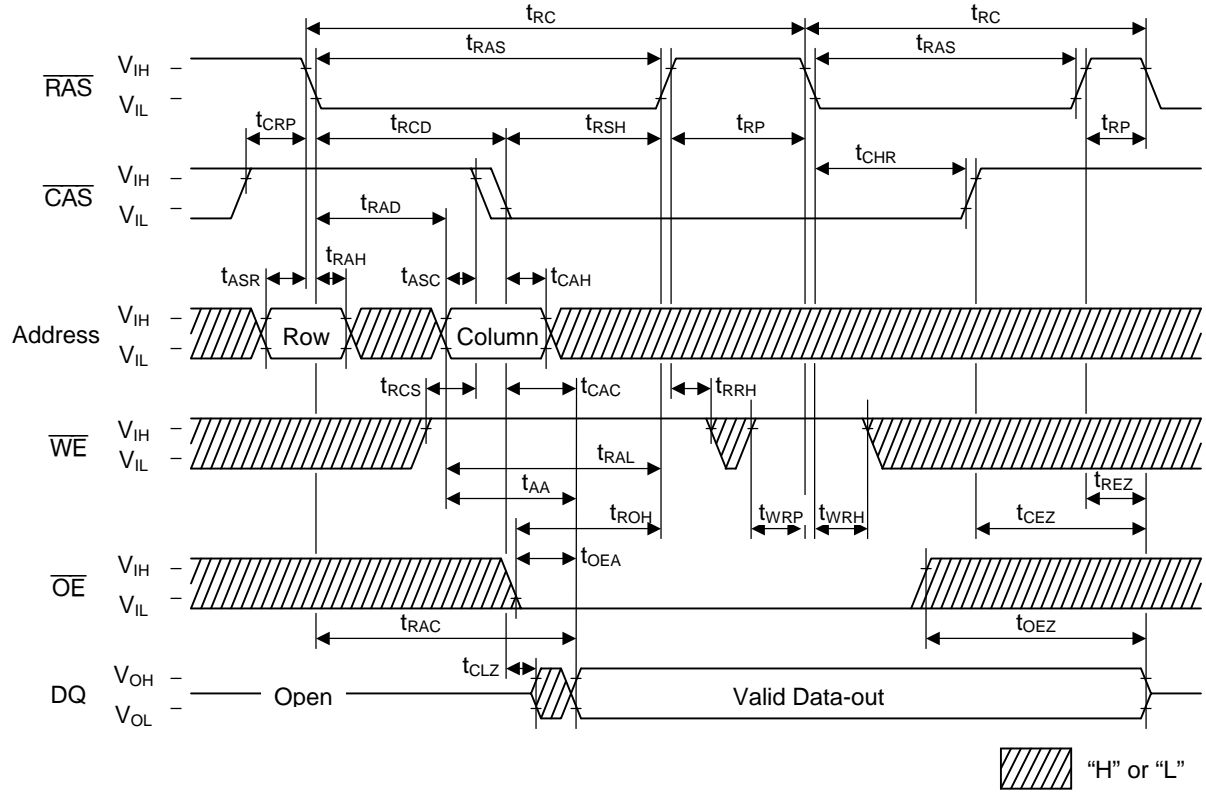 tRC tRC
tRAS tRAS
RAS VIH
VIL
tCRP tRCD tRSH tRP tRP
tCHR
CAS VIH
VIL
tRAD
tASR tRAH tASC tCAH
Address VIH
VIL
Row Column
tRCS tCAC tRRH
WE VIH
VIL
tRAL
tAA tREZ
tROH tWRP tWRH tCEZ
tOEA
OE VIH
VIL
tRAC tOEZ
tCLZ
DQ VOH
VOL
Open Valid Data-out
“H” or “L”